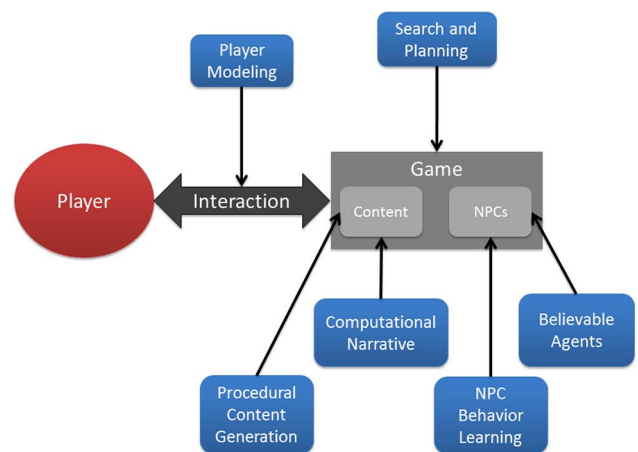 Search and
Planning
Player
Modeling
Game
Player
Interaction
Content
NPCs
Computational
Narrative
Believable
Agents
Procedural
Content
Generation
NPC
Behavior
Learning